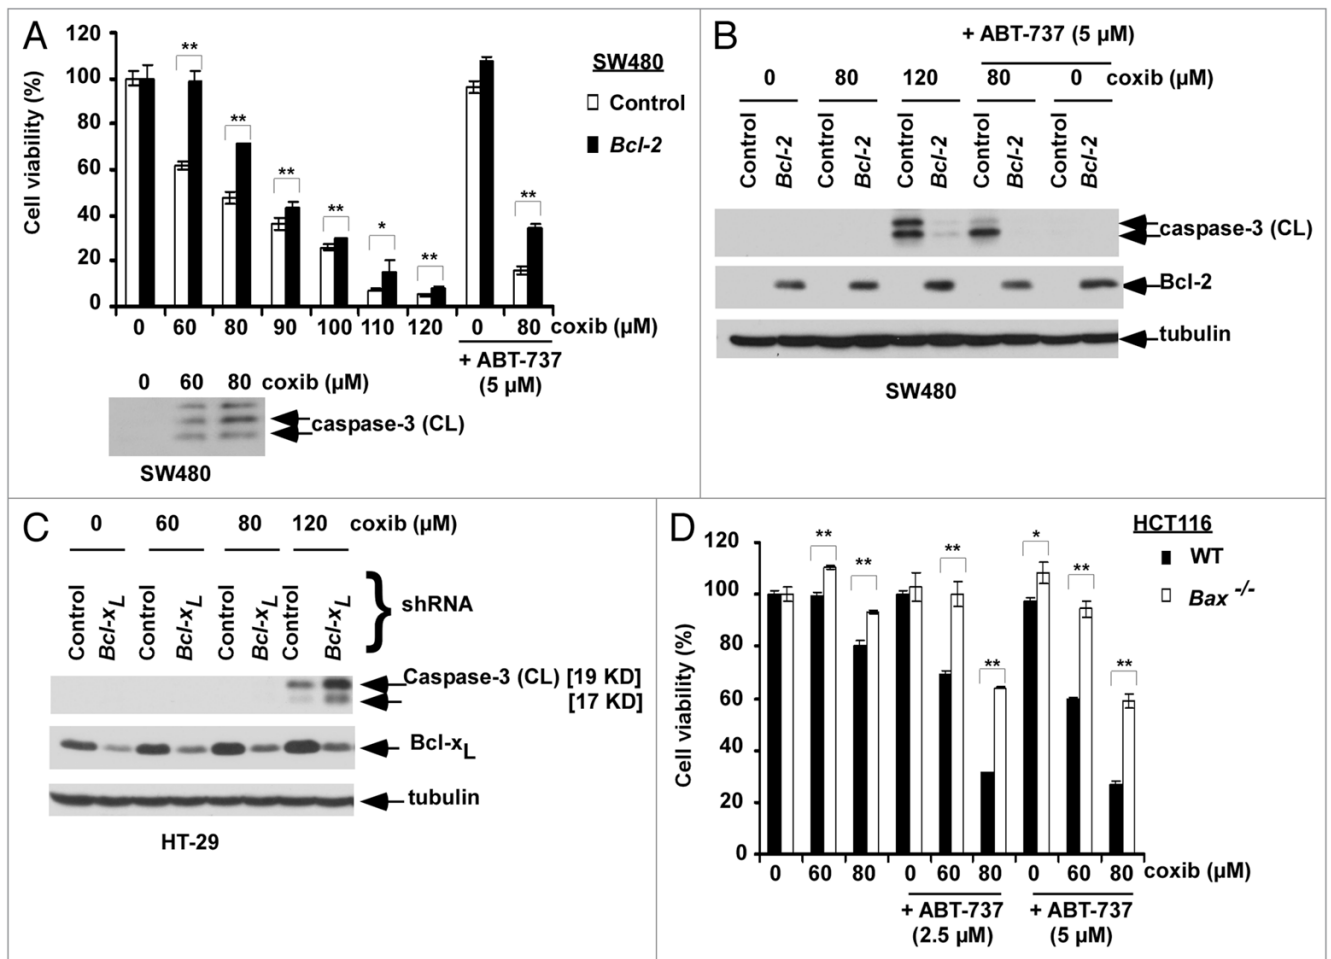 A
120
100
80
60
40
20
0
Cell viability (%)
** ** ** ** * ** **
SW480
Control
Bcl-2
0 60 80 90 100 110 120 0 80 coxib (µM)
+ ABT-737
(5 µM)
0 60 80 coxib (µM)
caspase-3 (CL)
SW480
B
+ ABT-737 (5 µM)
0 80 120 80 0 coxib (µM)
Control Bcl-2 Control Bcl-2 Control Bcl-2 Control Bcl-2 Control Bcl-2
caspase-3 (CL)
Bcl-2
tubulin
SW480
C
0 60 80 120 coxib (µM)
Control Bcl-xL Control Bcl-xL Control Bcl-xL Control Bcl-xL
} shRNA
Caspase-3 (CL) [19 KD]
[17 KD]
Bcl-xL
tubulin
HT-29
D
120
100
80
60
40
20
0
Cell viability (%)
** ** ** ** * ** **
HCT116
WT
Bax -/-
0 60 80 0 60 80 0 60 80 coxib (µM)
+ ABT-737 + ABT-737
(2.5 µM) (5 µM)